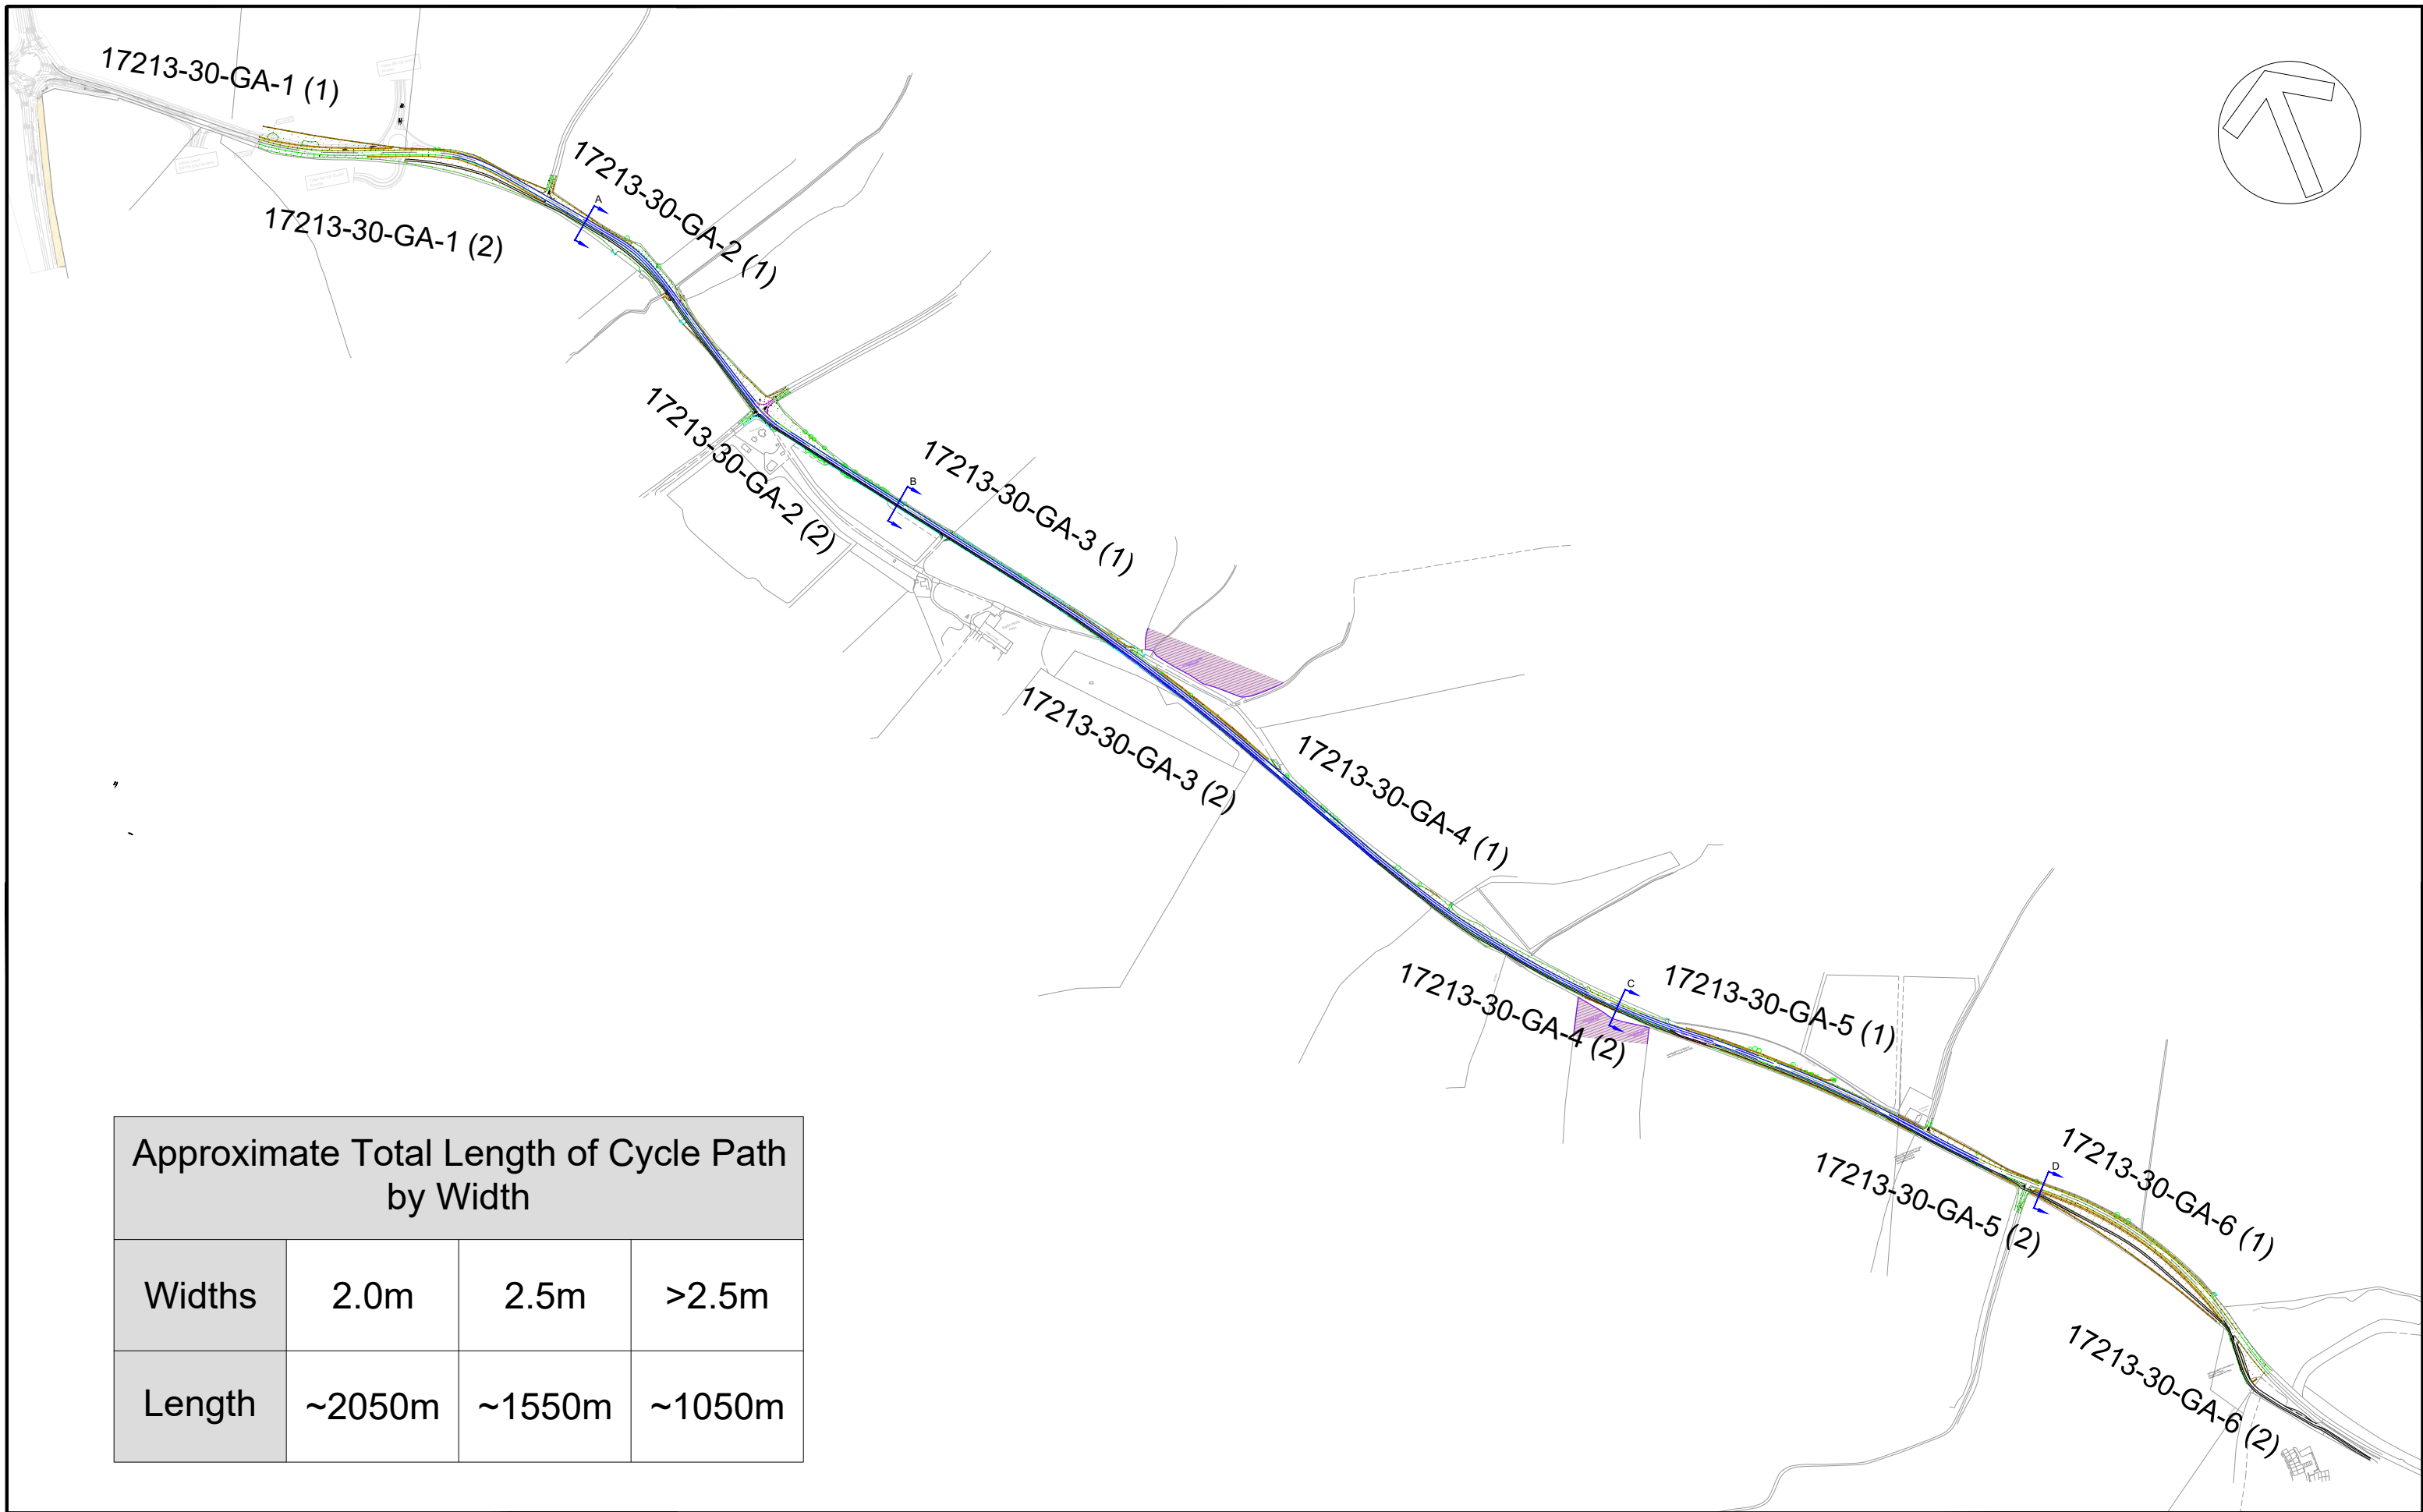 17213-30-GA-1 (1)
17213-30-GA-1 (2)
17213-30-GA-2 (1)
A
17213-30-GA-2 (2)
B
17213-30-GA-3 (1)
17213-30-GA-3 (2)
17213-30-GA-4 (1)
17213-30-GA-4 (2)
C
17213-30-GA-5 (1)
17213-30-GA-5 (2)
D
17213-30-GA-6 (1)
17213-30-GA-6 (2)
Approximate Total Length of Cycle Path
by Width
Widths 2.0m 2.5m >2.5m
Length ~2050m ~1550m ~1050m